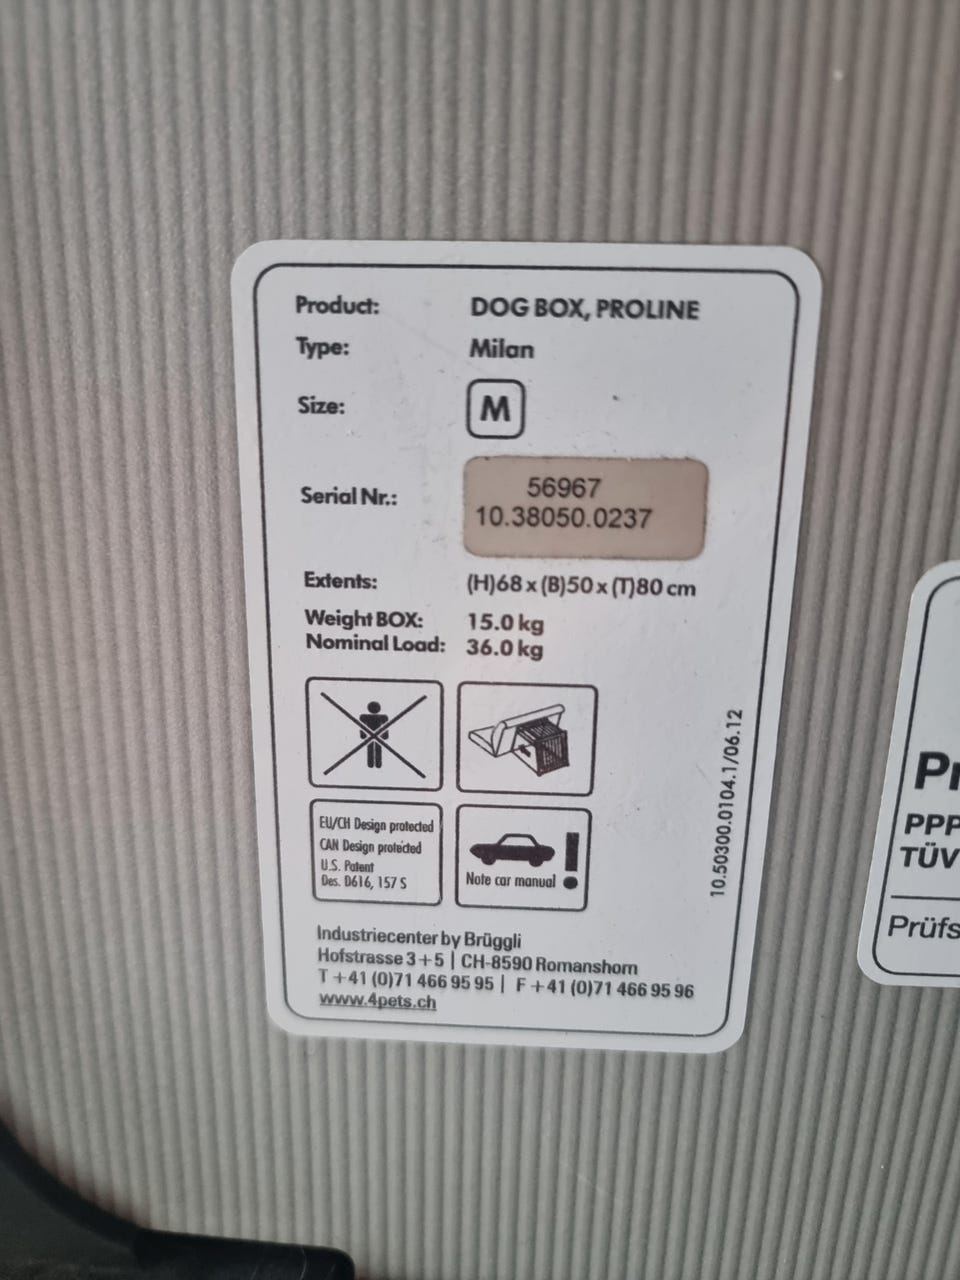 Product: DOG BOX, PROLINE
Type: Milan
Size: M
Serial Nr.: 56967
10.38050.0237
Extents: (H)68 x (B)50 x (T)80 cm
Weight BOX: 15.0 kg
Nominal Load: 36.0 kg
EU/CH Design protected
CAN Design protected
U.S. Patent
Des. D616, 157 S
Note car manual
10.50300.0104.1/06.12
Industriecenter by Brüggli
Hofstrasse 3+5 | CH-8590 Romanshorn
T +41 (0)71 466 95 95 | F +41 (0)71 466 95 96
www.4pets.ch
PPP
TÜV